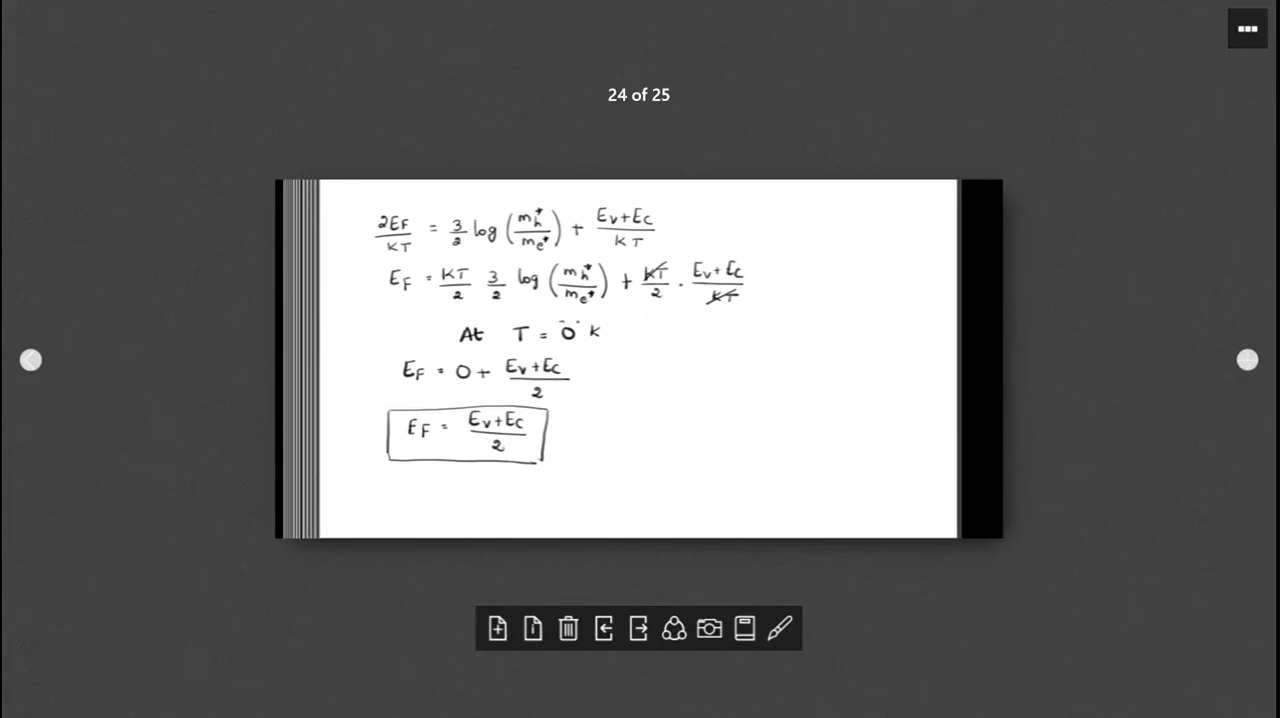 24 of 25
2EF/KT = 3/2 log (mh*/me*) + Ev+Ec/KT
EF = KT/2 3/2 log (mh*/me*) + KT/2 . Ev+Ec/KT
At T = 0° K
EF = 0 + Ev+Ec/2
EF = Ev+Ec/2